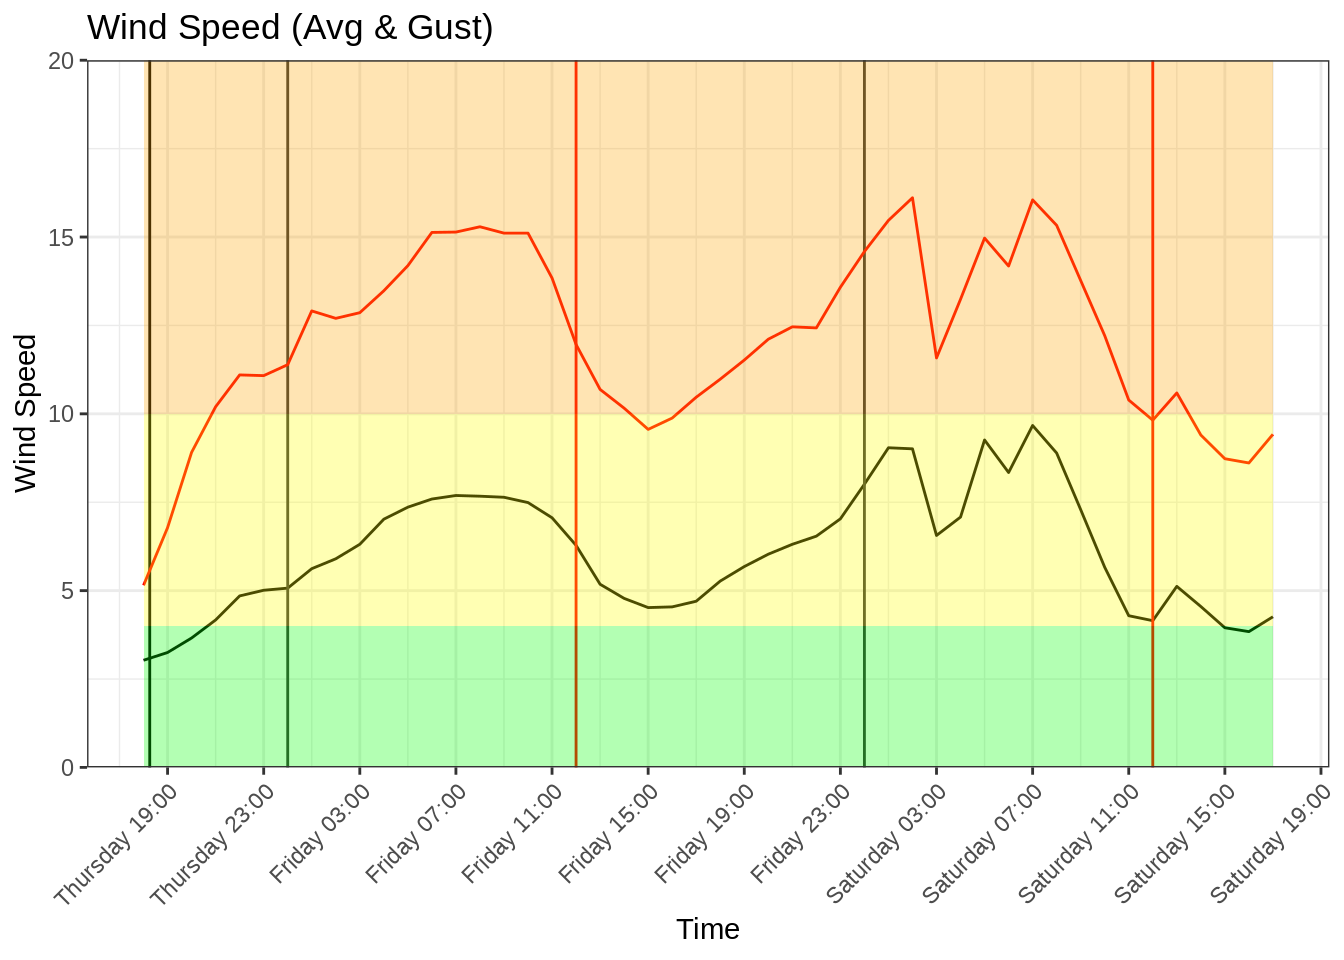 Wind Speed (Avg & Gust)
Wind Speed
20
15
10
5
0
Thursday 19:00
Thursday 23:00
Friday 03:00
Friday 07:00
Friday 11:00
Friday 15:00
Friday 19:00
Friday 23:00
Saturday 03:00
Saturday 07:00
Saturday 11:00
Saturday 15:00
Saturday 19:00
Time